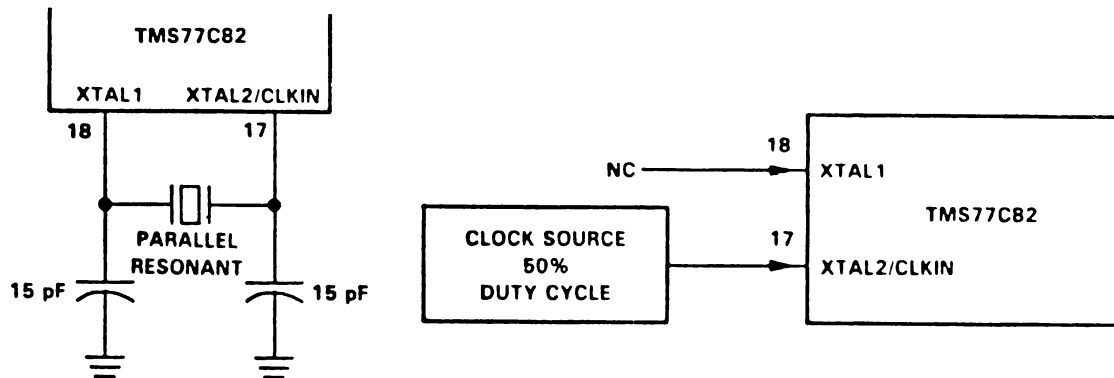 TMS77C82
XTAL1 XTAL2/CLKIN
18 17
PARALLEL
RESONANT
15 pF 15 pF
18
NC XTAL1
TMS77C82
CLOCK SOURCE
50%
DUTY CYCLE
17
XTAL2/CLKIN